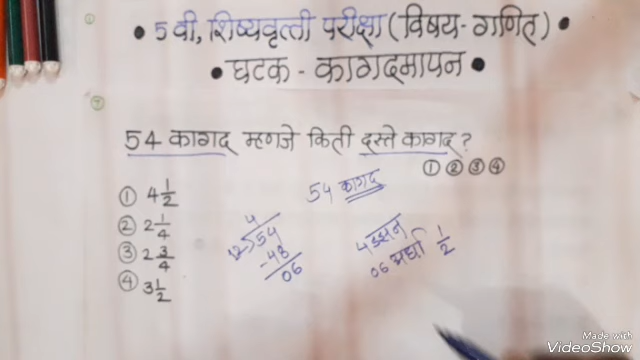 • 5 वी, शिष्यवृत्ती परीक्षा (विषय - गणित) •
• घटक - कागदमापन •
54 कागद म्हणजे किती दस्ते कागद ?
① ② ③ ④
① 4 1/2
② 2 1/4
③ 2 3/4
④ 3 1/2
54 कागद
4
12)54
-48
06
4 डझन
06 अर्धा 1/2
Made with
VideoShow